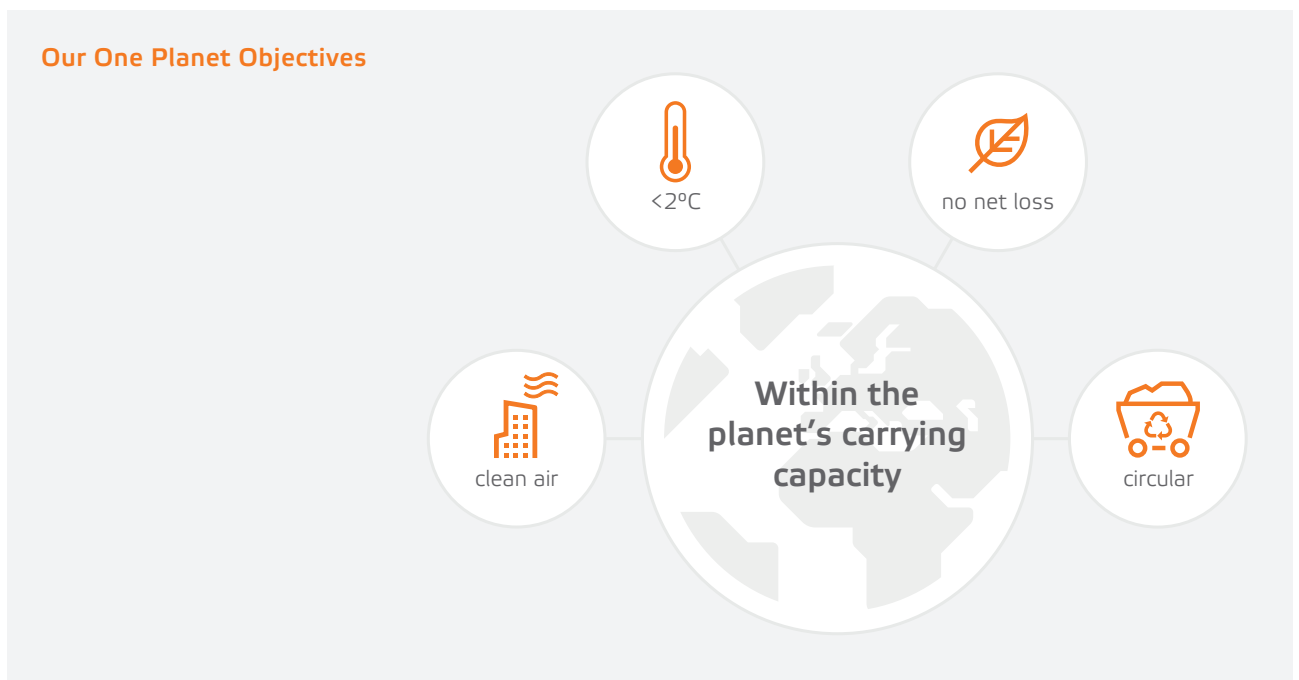 Our One Planet Objectives
<2ºC
no net loss
Within the
planet's carrying
capacity
clean air
circular